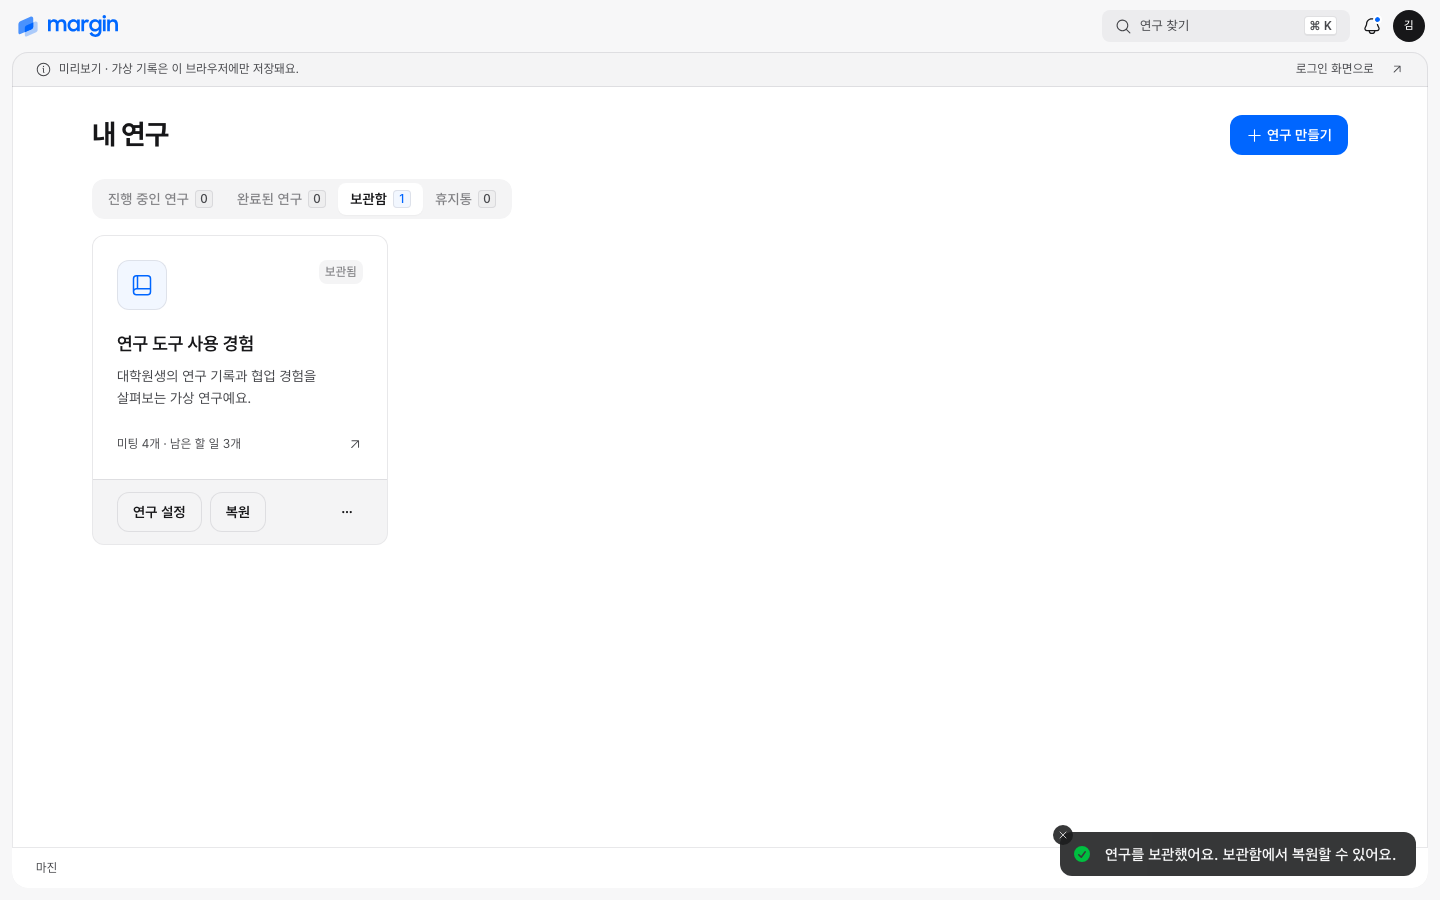 margin
연구 찾기
⌘ K
김
미리보기 · 가상 기록은 이 브라우저에만 저장돼요.
로그인 화면으로
내 연구
연구 만들기
진행 중인 연구 0
완료된 연구 0
보관함 1
휴지통 0
보관됨
연구 도구 사용 경험
대학원생의 연구 기록과 협업 경험을
살펴보는 가상 연구예요.
미팅 4개 · 남은 할 일 3개
연구 설정
복원
마진
연구를 보관했어요. 보관함에서 복원할 수 있어요.